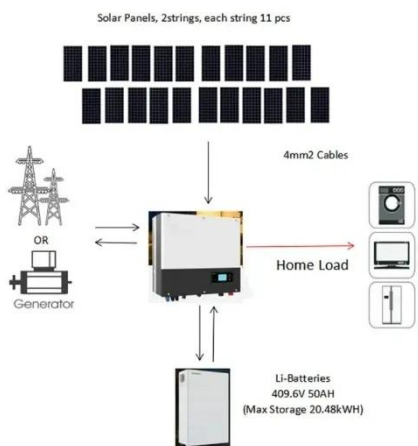 Solar Panels, 2strings, each string 11 pcs
4mm2 Cables
OR
Generator
Home Load
Li-Batteries
409.6V 50AH
(Max Storage 20.48kWH)